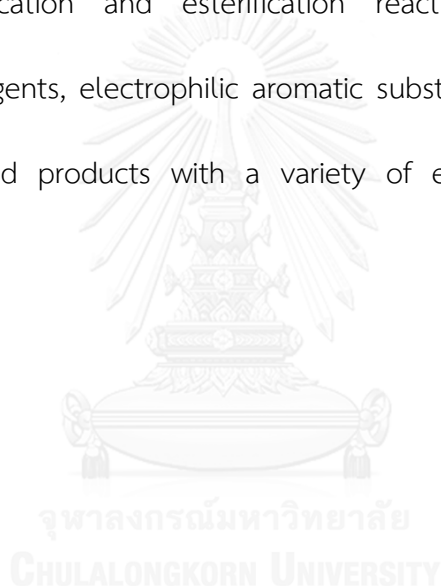 cation and esterification react
gents, electrophilic aromatic subst
d products with a variety of e
จุฬาลงกรณ์มหาวิทยาลัย
CHULALONGKORN UNIVERSITY